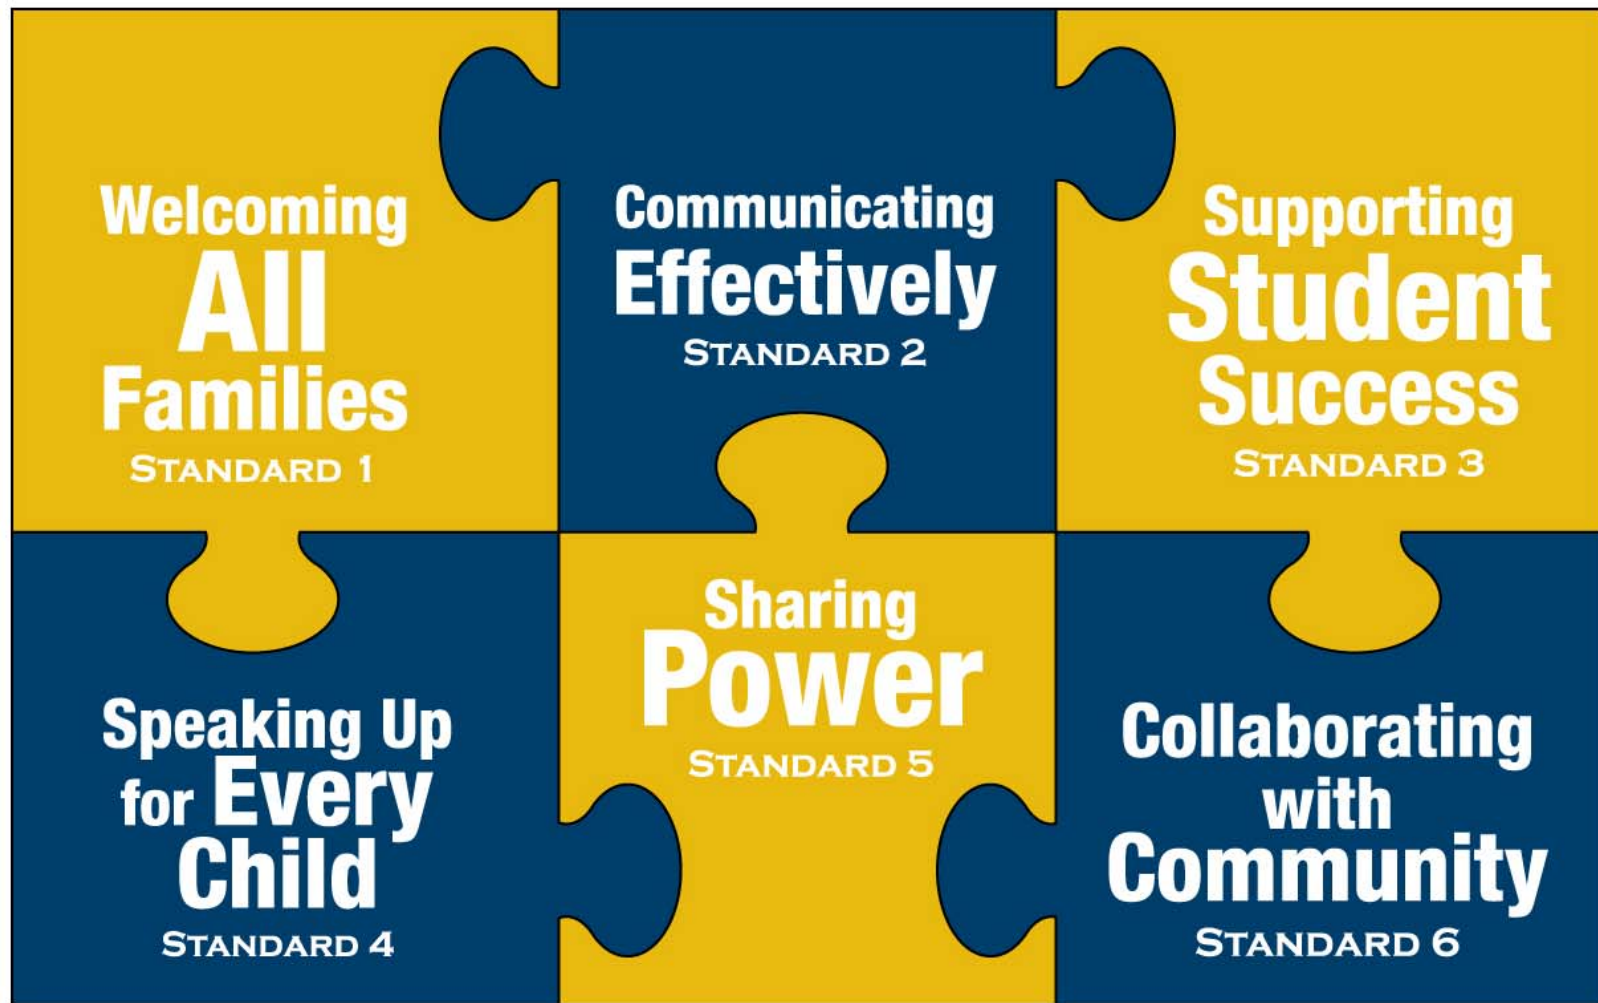 Welcoming
All
Families
STANDARD 1
Communicating
Effectively
STANDARD 2
Supporting
Student
Success
STANDARD 3
Speaking Up
for Every
Child
STANDARD 4
Sharing
Power
STANDARD 5
Collaborating
with
Community
STANDARD 6